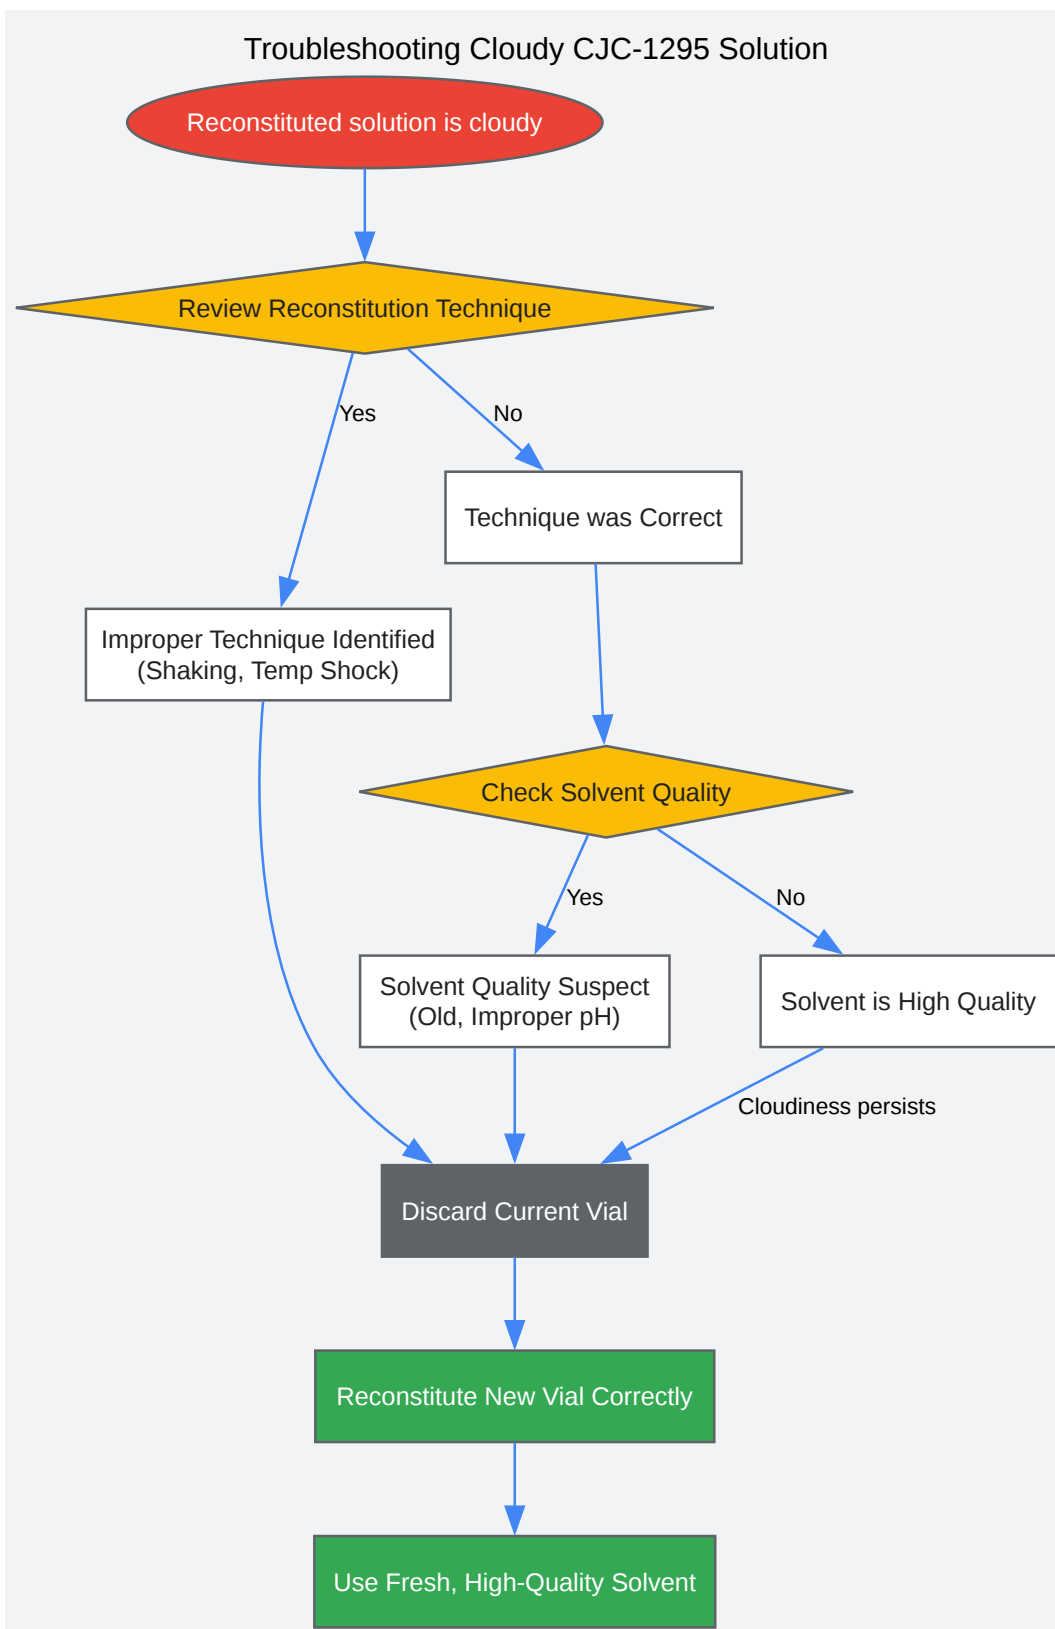 Troubleshooting Cloudy CJC-1295 Solution
Reconstituted solution is cloudy
Review Reconstitution Technique
Yes
No
Technique was Correct
Improper Technique Identified
(Shaking, Temp Shock)
Check Solvent Quality
Yes
No
Solvent Quality Suspect
(Old, Improper pH)
Solvent is High Quality
Cloudiness persists
Discard Current Vial
Reconstitute New Vial Correctly
Use Fresh, High-Quality Solvent